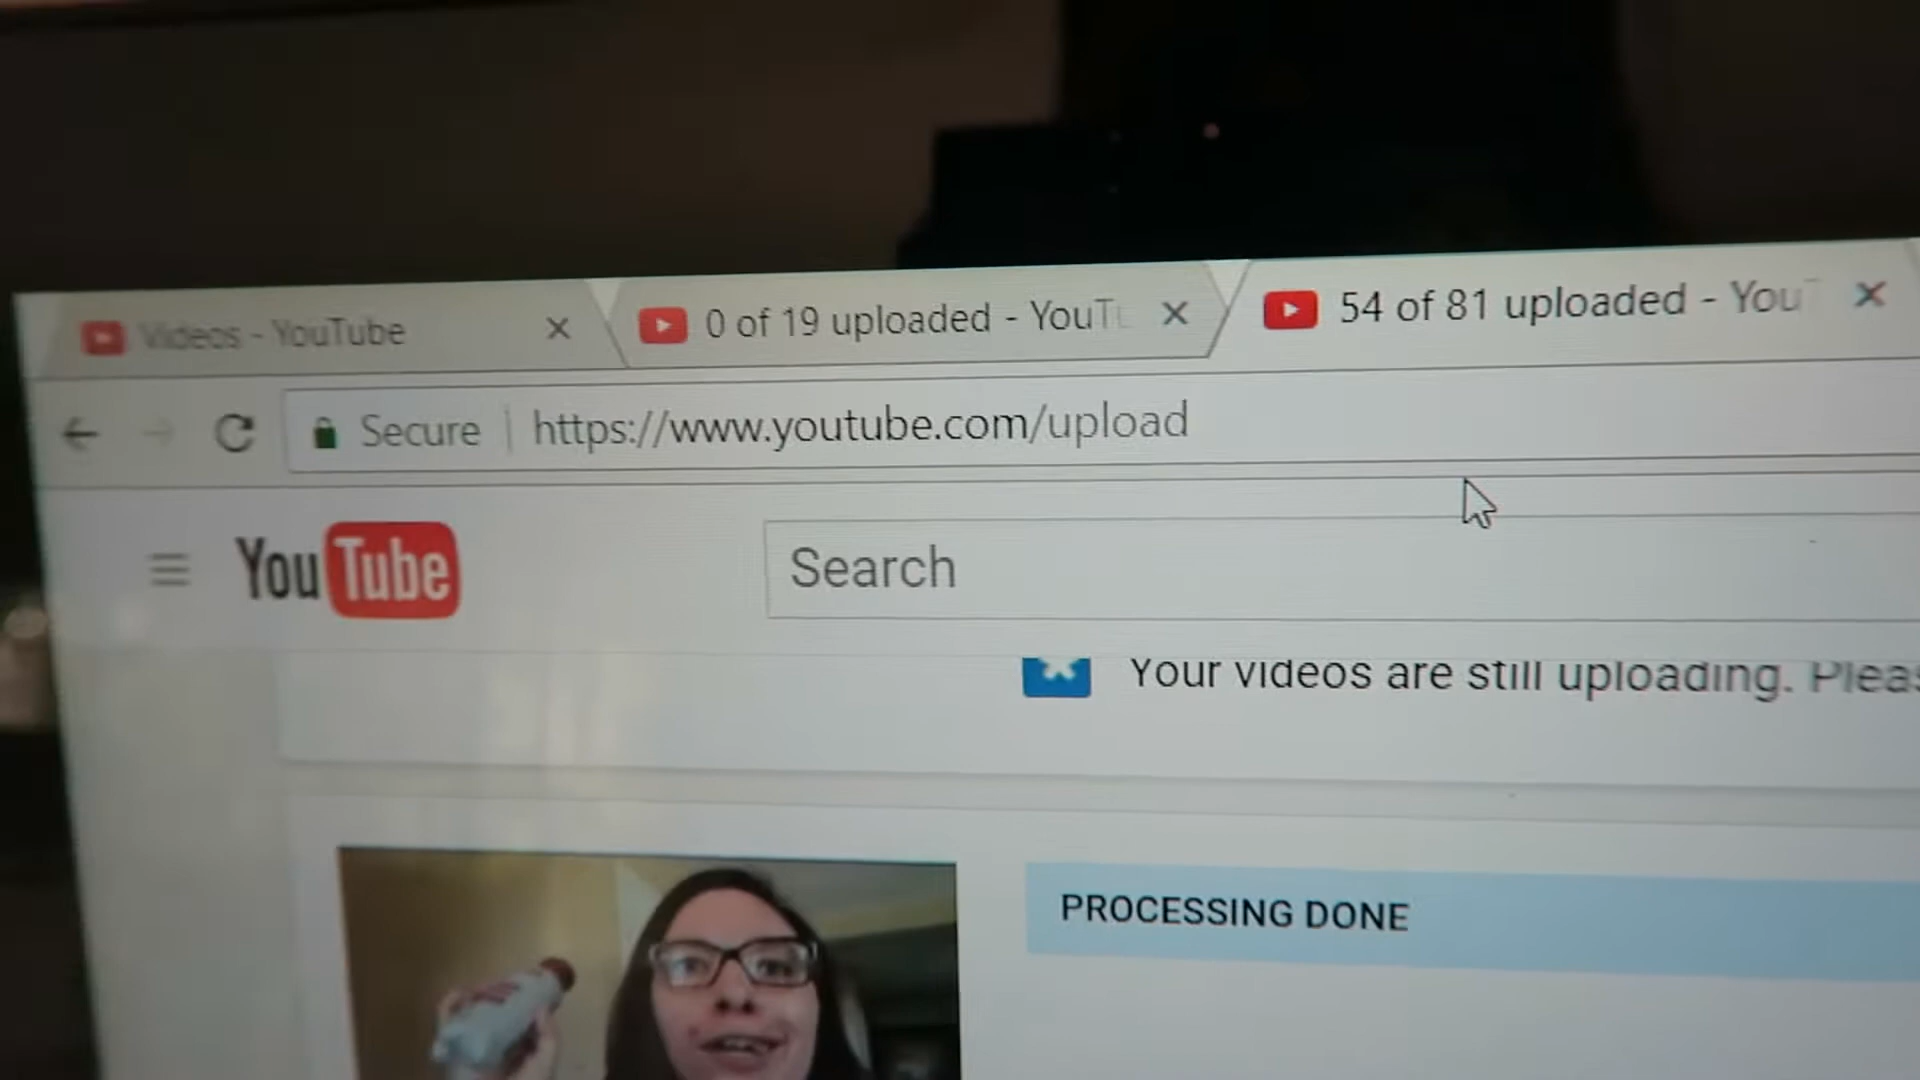 Videos - YouTube
0 of 19 uploaded - YouT
54 of 81 uploaded - You
Secure https://www.youtube.com/upload
YouTube
Search
Your videos are still uploading. Pleas
PROCESSING DONE